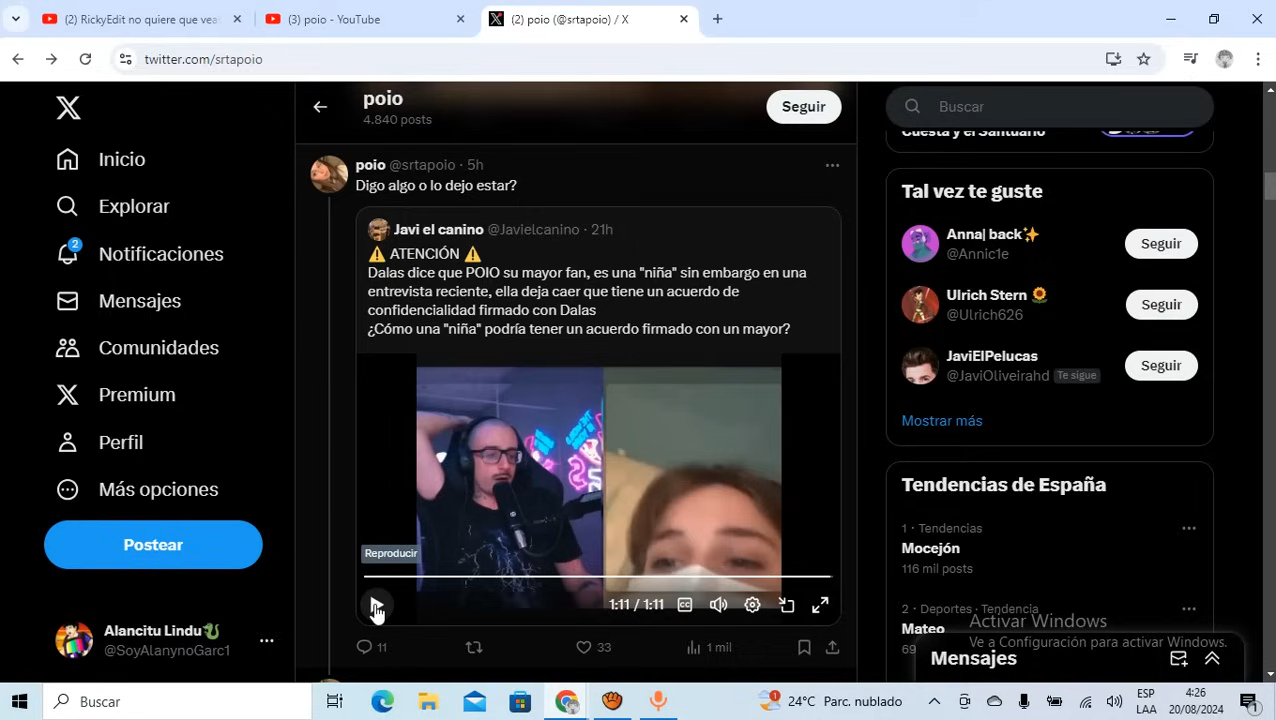 (2) RickyEdit no quiere que vea
(3) poio - YouTube
(2) poio (@srtapoio) / X
twitter.com/srtapoio
poio
4.840 posts
Seguir
Buscar
Cuesta y el Santuario
Inicio
Explorar
2
Notificaciones
Mensajes
Comunidades
Premium
Perfil
Más opciones
Postear
Alancitu Lindu🐉
@SoyAlanynoGarc1
poio @srtapoio · 5h
Digo algo o lo dejo estar?
Javi el canino @Javielcanino · 21h
⚠️ ATENCIÓN ⚠️
Dalas dice que POIO su mayor fan, es una "niña" sin embargo en una
entrevista reciente, ella deja caer que tiene un acuerdo de
confidencialidad firmado con Dalas
¿Cómo una "niña" podría tener un acuerdo firmado con un mayor?
Reproducir
1:11 / 1:11
CC
11
33
1 mil
Tal vez te guste
Anna| back✨
@Annic1e
Seguir
Ulrich Stern 🌻
@Ulrich626
Seguir
JaviElPelucas
@JaviOliveirahd Te sigue
Seguir
Mostrar más
Tendencias de España
1 · Tendencias
Mocejón
116 mil posts
2 · Deportes · Tendencia
Mateo
Activar Windows
Ve a Configuración para activar Windows.
Mensajes
Buscar
1
24°C Parc. nublado
ESP
LAA
4:26
20/08/2024
1